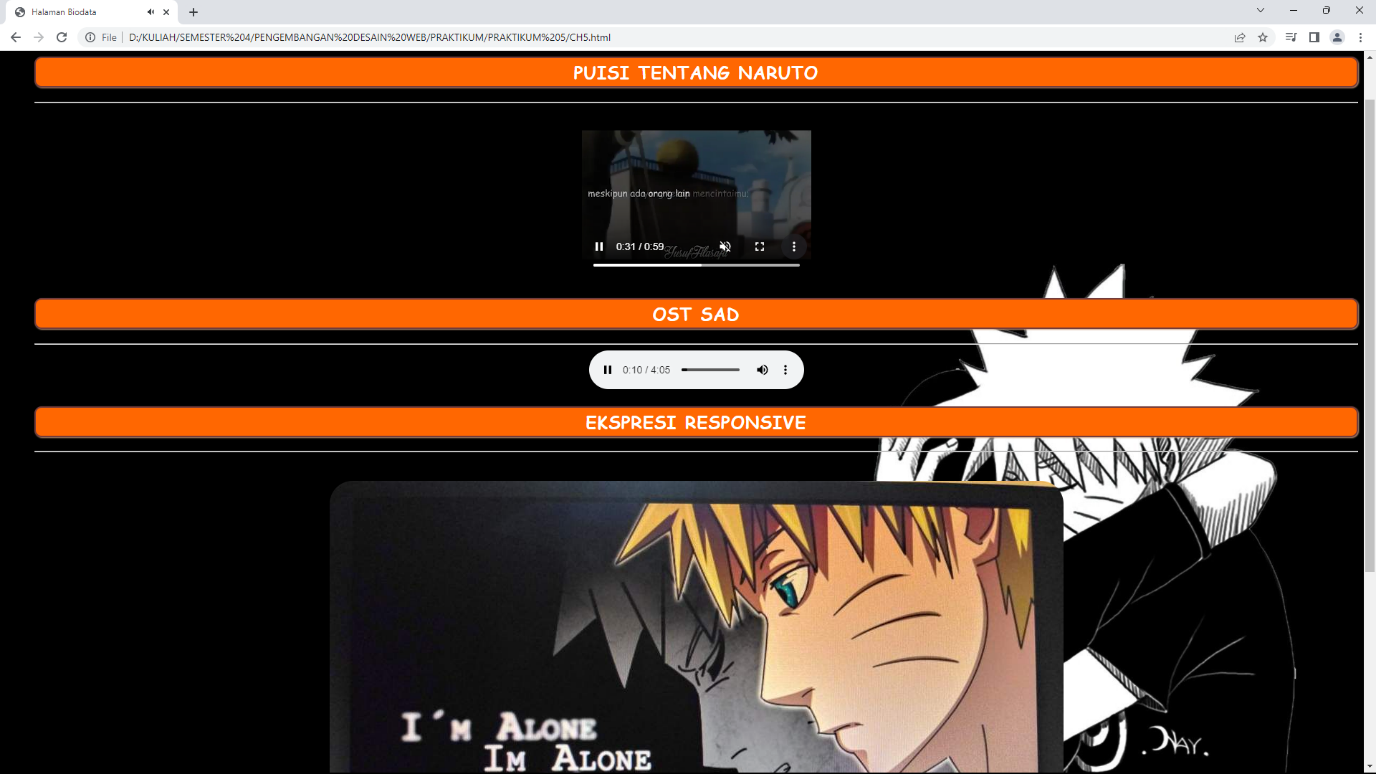 Halaman Biodata
File
D:/KULIAH/SEMESTER%204/PENGEMBANGAN%20DESAIN%20WEB/PRAKTIKUM/PRAKTIKUM%205/CH5.html
PUISI TENTANG NARUTO
meskipun ada orang lain mencintaimu
0:31 / 0:59
OST SAD
0:10 / 4:05
EKSPRESI RESPONSIVE
I´m Alone
Im Alone